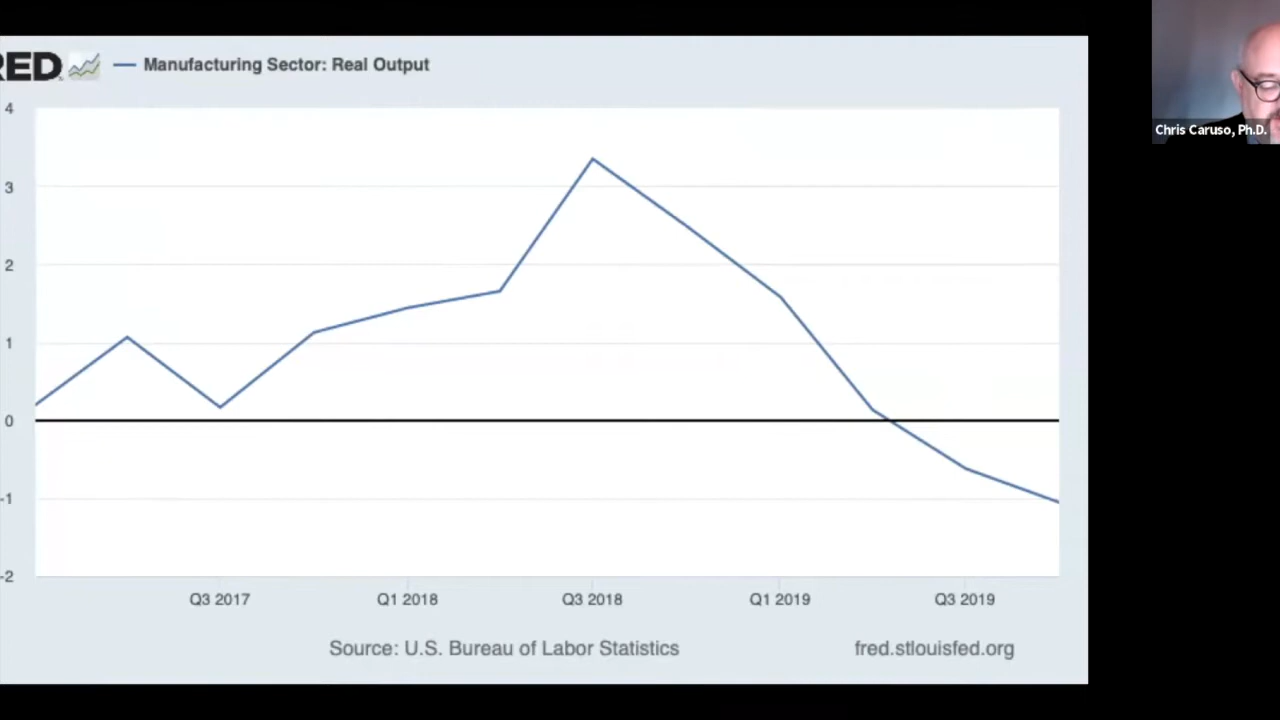 RED Manufacturing Sector: Real Output
4
3
2
1
0
-1
-2
Q3 2017 Q1 2018 Q3 2018 Q1 2019 Q3 2019
Source: U.S. Bureau of Labor Statistics fred.stlouisfed.org
Chris Caruso, Ph.D.